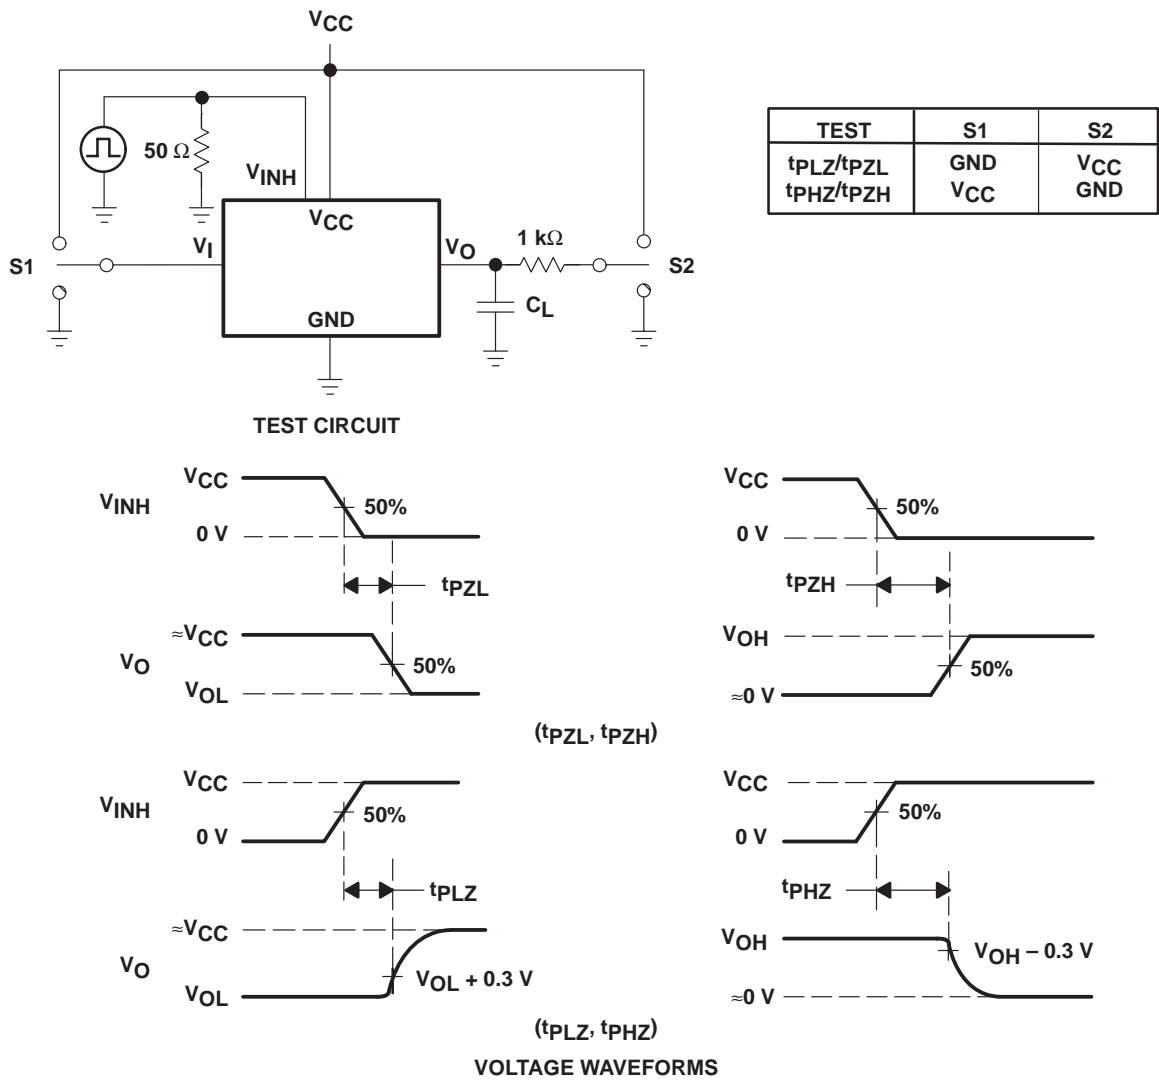 VCC
50 Ω
VINH
VCC
VI
VO
1 kΩ
S1
S2
CL
GND
TEST CIRCUIT
TEST S1 S2
tPLZ/tPZL GND VCC
tPHZ/tPZH VCC GND
VINH
VCC
50%
0 V
tPZL
VO
≈VCC
50%
VOL
VCC
50%
0 V
tPZH
VOH
50%
≈0 V
(tPZL, tPZH)
VINH
VCC
50%
0 V
tPLZ
VO
≈VCC
VOL + 0.3 V
VOL
VCC
50%
0 V
tPHZ
VOH
VOH – 0.3 V
≈0 V
(tPLZ, tPHZ)
VOLTAGE WAVEFORMS